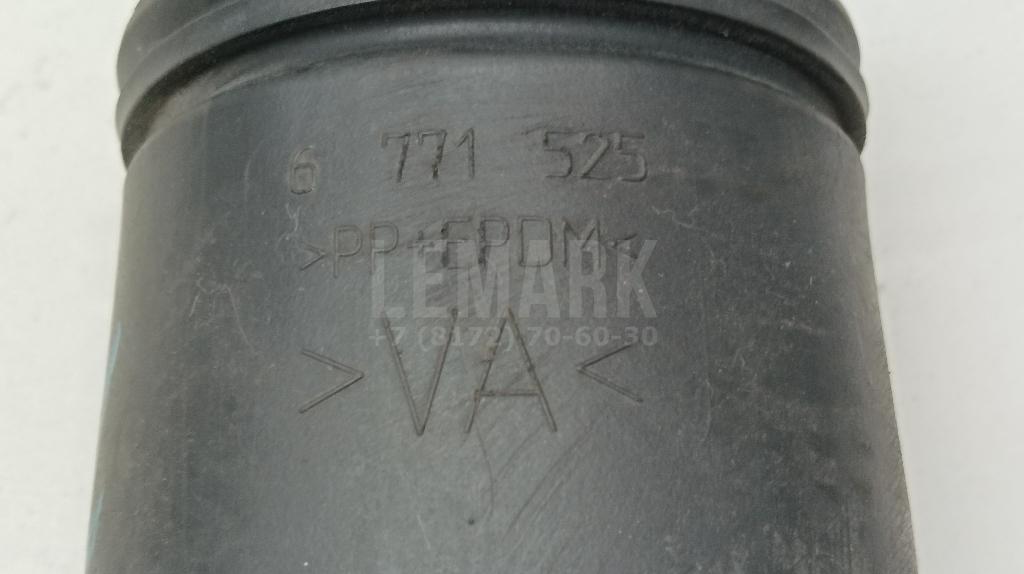 6 771 525
>PP+EPDM<
LEMARK
+7 (8172) 70-60-30
>VA<